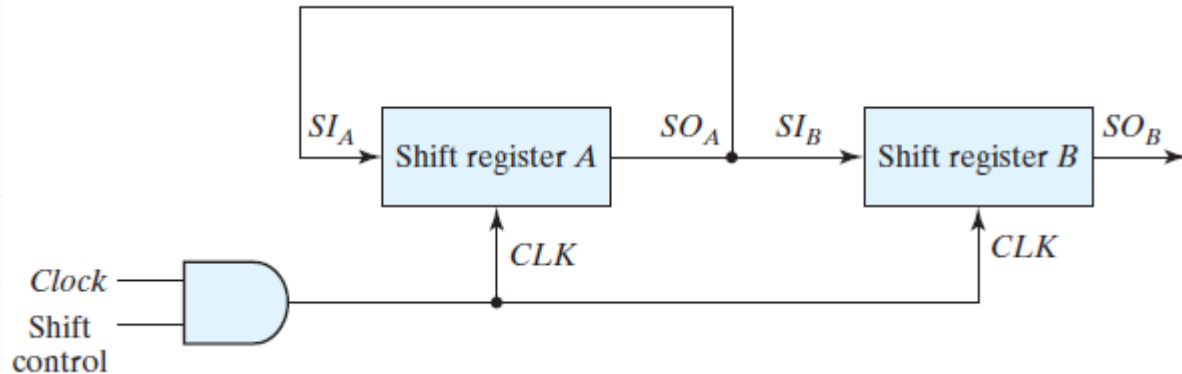 SI_A
SO_A
SI_B
SO_B
Shift register A
Shift register B
CLK
CLK
Clock
Shift
control